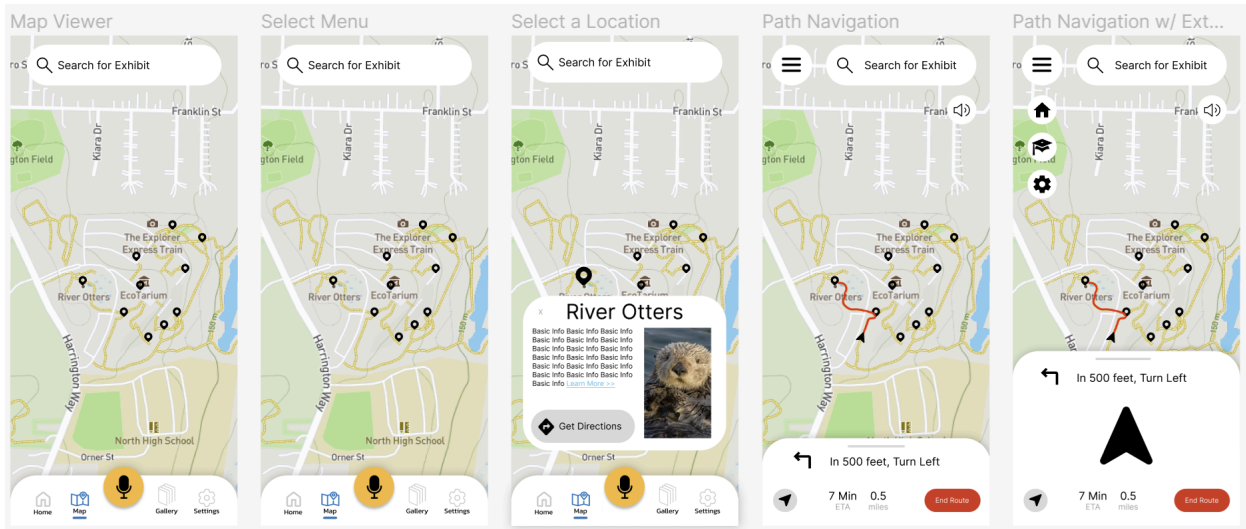 Map Viewer
Search for Exhibit
Franklin St
Kiara Dr
gton Field
The Explorer
Express Train
River Otters
EcoTarium
Harrington Way
150 m
North High School
Orner St
Home
Map
Gallery
Settings
Select Menu
Search for Exhibit
Franklin St
Kiara Dr
gton Field
The Explorer
Express Train
River Otters
EcoTarium
Harrington Way
150 m
North High School
Orner St
Home
Map
Gallery
Settings
Select a Location
Search for Exhibit
Franklin St
Kiara Dr
gton Field
The Explorer
Express Train
EcoTarium
River Otters
x
Basic Info Basic Info Basic Info
Basic Info Basic Info Basic Info
Basic Info Basic Info Basic Info
Basic Info Basic Info Basic Info
Basic Info Basic Info Basic Info
Basic Info Basic Info Basic Info
Basic Info Learn More >>
Get Directions
Orner St
Home
Map
Gallery
Settings
Path Navigation
Search for Exhibit
Frank
Kiara Dr
gton Field
The Explorer
Express Train
River Otters
EcoTarium
Harrington Way
150 m
In 500 feet, Turn Left
7 Min
ETA
0.5
miles
End Route
Path Navigation w/ Ext...
Search for Exhibit
Frank
Kiara Dr
gton Field
The Explorer
Express Train
River Otters
EcoTarium
150 m
In 500 feet, Turn Left
7 Min
ETA
0.5
miles
End Route